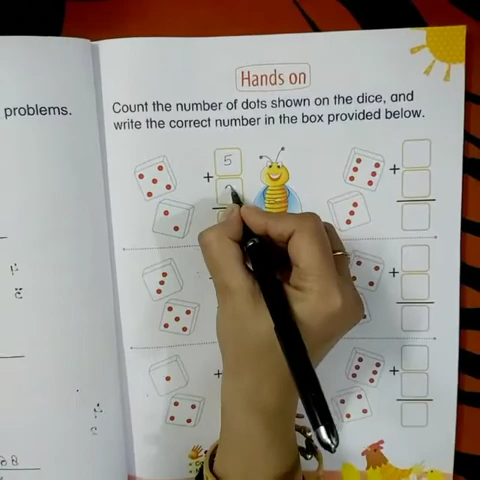 problems.
Hands on
Count the number of dots shown on the dice, and
write the correct number in the box provided below.
5
+
+
+
+
+